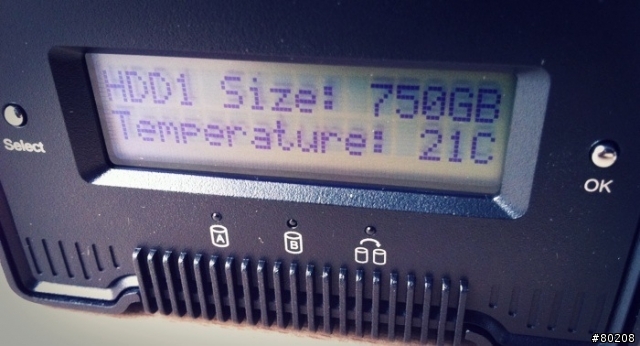 HDD1 Size: 750GB
Temperature: 21C
Select
OK
A
B
#80208